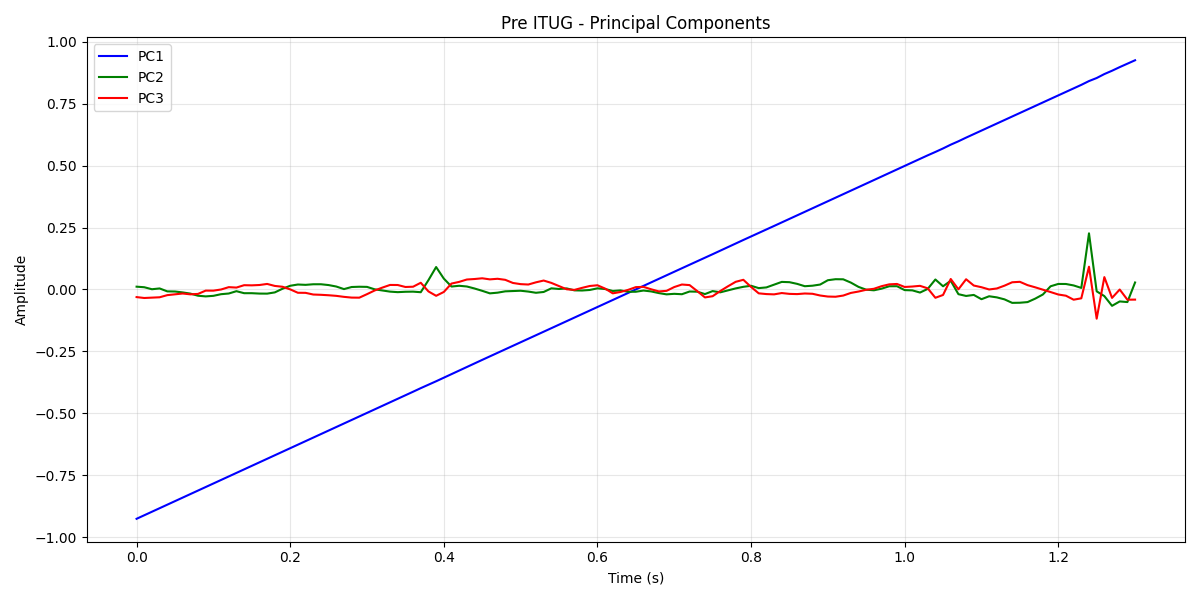 Pre ITUG - Principal Components
PC1
PC2
PC3
1.00
0.75
0.50
0.25
0.00
−0.25
−0.50
−0.75
−1.00
Amplitude
0.0 0.2 0.4 0.6 0.8 1.0 1.2
Time (s)